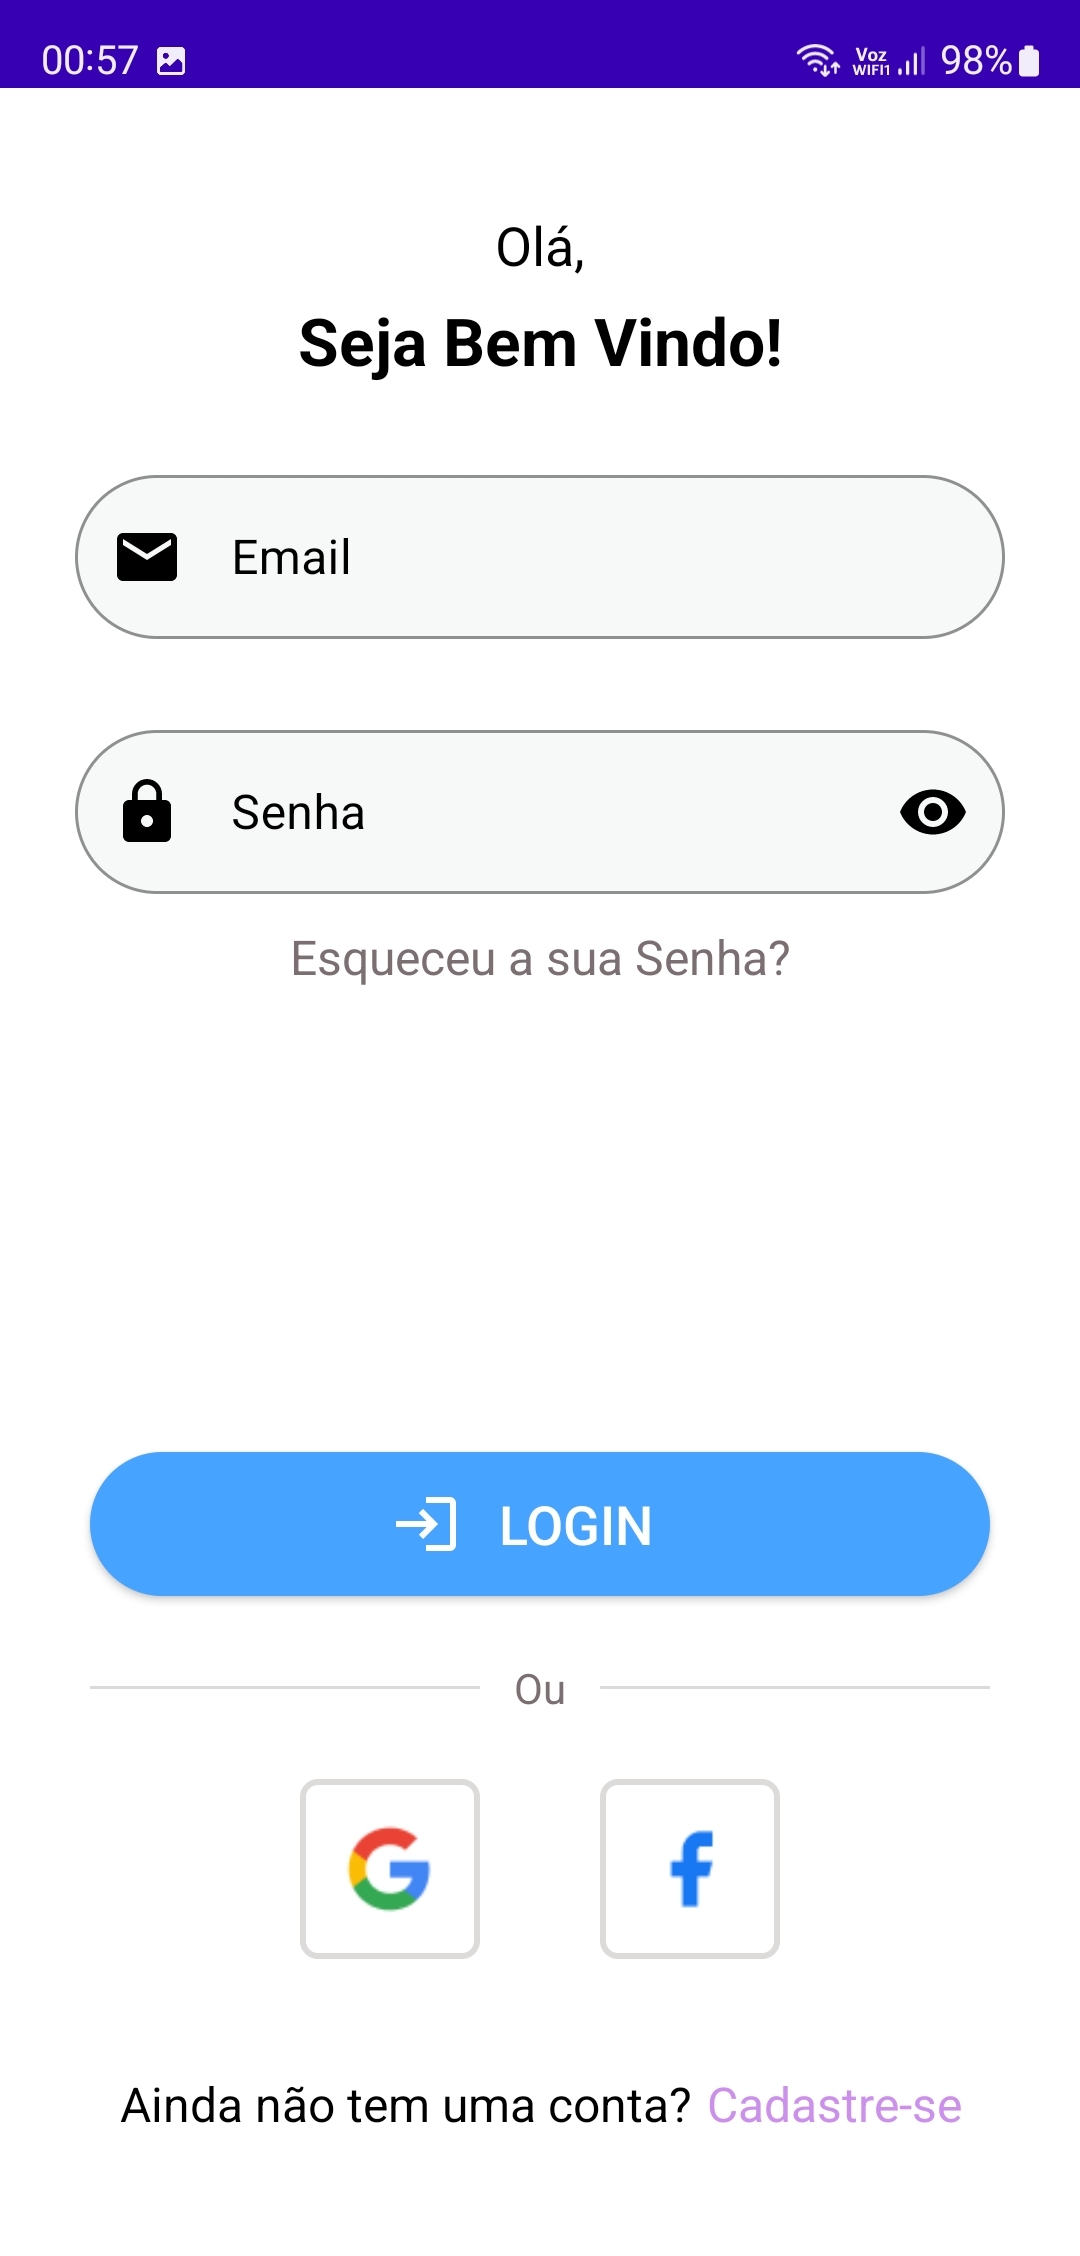 00:57 Voz WIFI1 98%
Olá,
Seja Bem Vindo!
Email
Senha
Esqueceu a sua Senha?
LOGIN
Ou
Ainda não tem uma conta? Cadastre-se